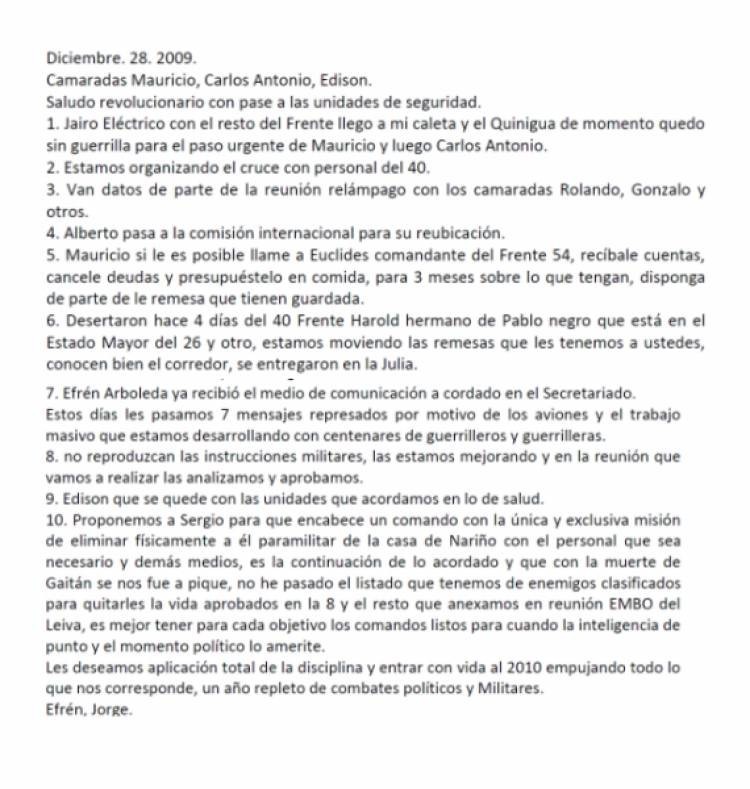 Diciembre. 28. 2009.
Camaradas Mauricio, Carlos Antonio, Edison.
Saludo revolucionario con pase a las unidades de seguridad.
1. Jairo Eléctrico con el resto del Frente llego a mi caleta y el Quinigua de momento quedo
sin guerrilla para el paso urgente de Mauricio y luego Carlos Antonio.
2. Estamos organizando el cruce con personal del 40.
3. Van datos de parte de la reunión relámpago con los camaradas Rolando, Gonzalo y
otros.
4. Alberto pasa a la comisión internacional para su reubicación.
5. Mauricio si le es posible llame a Euclides comandante del Frente 54, recíbale cuentas,
cancele deudas y presupuéstelo en comida, para 3 meses sobre lo que tengan, disponga
de parte de le remesa que tienen guardada.
6. Desertaron hace 4 días del 40 Frente Harold hermano de Pablo negro que está en el
Estado Mayor del 26 y otro, estamos moviendo las remesas que les tenemos a ustedes,
conocen bien el corredor, se entregaron en la Julia.
7. Efrén Arboleda ya recibió el medio de comunicación a cordado en el Secretariado.
Estos días les pasamos 7 mensajes represados por motivo de los aviones y el trabajo
masivo que estamos desarrollando con centenares de guerrilleros y guerrilleras.
8. no reproduzcan las instrucciones militares, las estamos mejorando y en la reunión que
vamos a realizar las analizamos y aprobamos.
9. Edison que se quede con las unidades que acordamos en lo de salud.
10. Proponemos a Sergio para que encabece un comando con la única y exclusiva misión
de eliminar físicamente a él paramilitar de la casa de Nariño con el personal que sea
necesario y demás medios, es la continuación de lo acordado y que con la muerte de
Gaitán se nos fue a pique, no he pasado el listado que tenemos de enemigos clasificados
para quitarles la vida aprobados en la 8 y el resto que anexamos en reunión EMBO del
Leiva, es mejor tener para cada objetivo los comandos listos para cuando la inteligencia de
punto y el momento político lo amerite.
Les deseamos aplicación total de la disciplina y entrar con vida al 2010 empujando todo lo
que nos corresponde, un año repleto de combates políticos y Militares.
Efrén, Jorge.